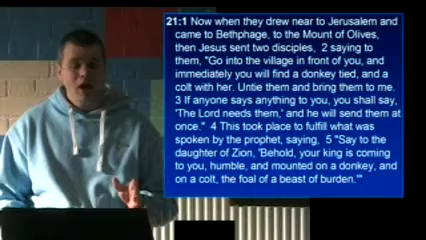 21:1 Now when they drew near to Jerusalem and
came to Bethphage, to the Mount of Olives,
then Jesus sent two disciples, 2 saying to
them, "Go into the village in front of you, and
immediately you will find a donkey tied, and a
colt with her. Untie them and bring them to me.
3 If anyone says anything to you, you shall say,
'The Lord needs them,' and he will send them at
once." 4 This took place to fulfill what was
spoken by the prophet, saying, 5 "Say to the
daughter of Zion, 'Behold, your king is coming
to you, humble, and mounted on a donkey, and
on a colt, the foal of a beast of burden.'"